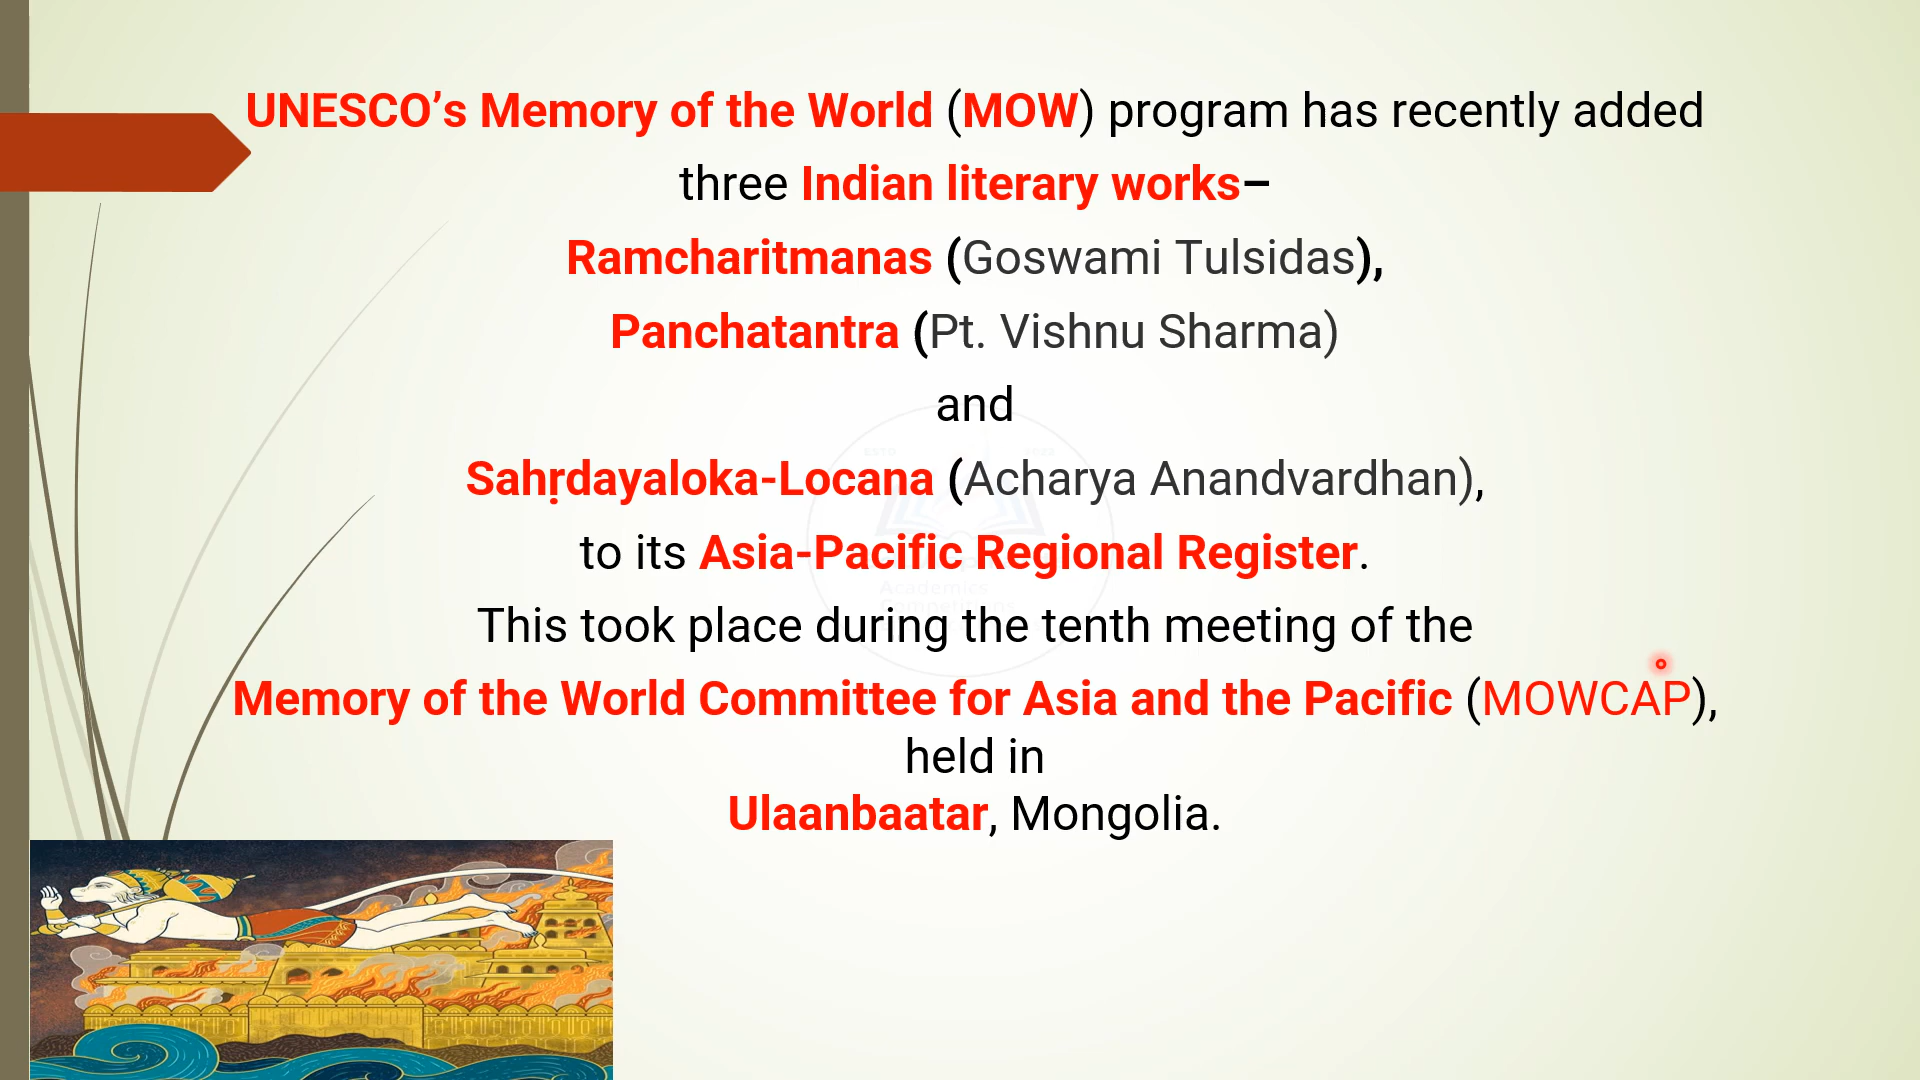 UNESCO’s Memory of the World (MOW) program has recently added
three Indian literary works–
Ramcharitmanas (Goswami Tulsidas),
Panchatantra (Pt. Vishnu Sharma)
and
Sahṛdayaloka-Locana (Acharya Anandvardhan),
to its Asia-Pacific Regional Register.
Academics
This took place during the tenth meeting of the
Memory of the World Committee for Asia and the Pacific (MOWCAP),
held in
Ulaanbaatar, Mongolia.